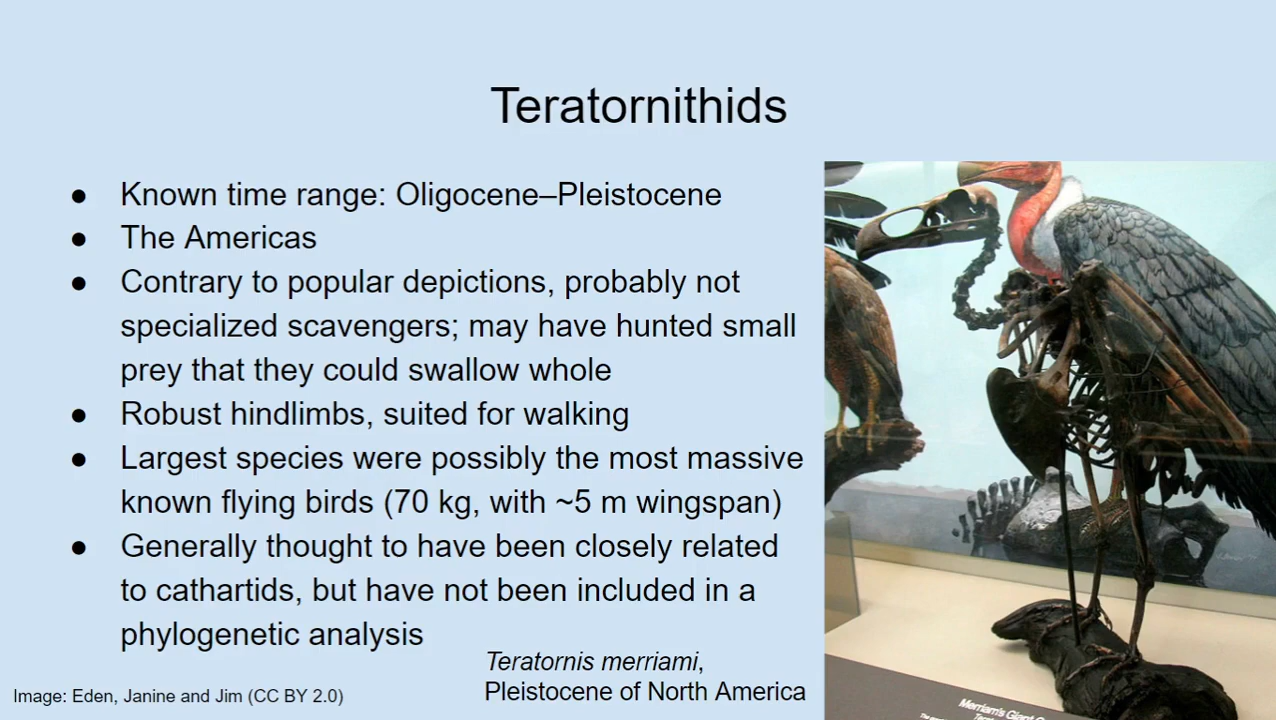 Teratornithids
● Known time range: Oligocene–Pleistocene
● The Americas
● Contrary to popular depictions, probably not
specialized scavengers; may have hunted small
prey that they could swallow whole
● Robust hindlimbs, suited for walking
● Largest species were possibly the most massive
known flying birds (70 kg, with ~5 m wingspan)
● Generally thought to have been closely related
to cathartids, but have not been included in a
phylogenetic analysis
Teratornis merriami,
Pleistocene of North America
Image: Eden, Janine and Jim (CC BY 2.0)
Merriam's Giant